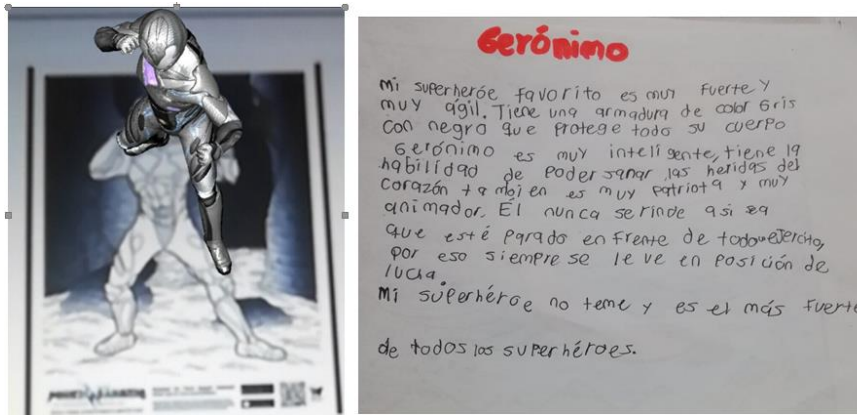 Gerónimo
Mi superheróe favorito es muy fuerte y
muy ágil. Tiene una armadura de color Gris
con negro que protege todo su cuerpo
Gerónimo es muy inteligente, tiene la
habilidad de poder sanar las heridas del
corazón tambien es muy patriota y muy
animador. Él nunca se rinde asi sea
que esté parado en frente de todo ejercito,
por eso siempre se le ve en posición de
lucha.
Mi superhéroe no teme y es el más fuerte
de todos los superhéroes.